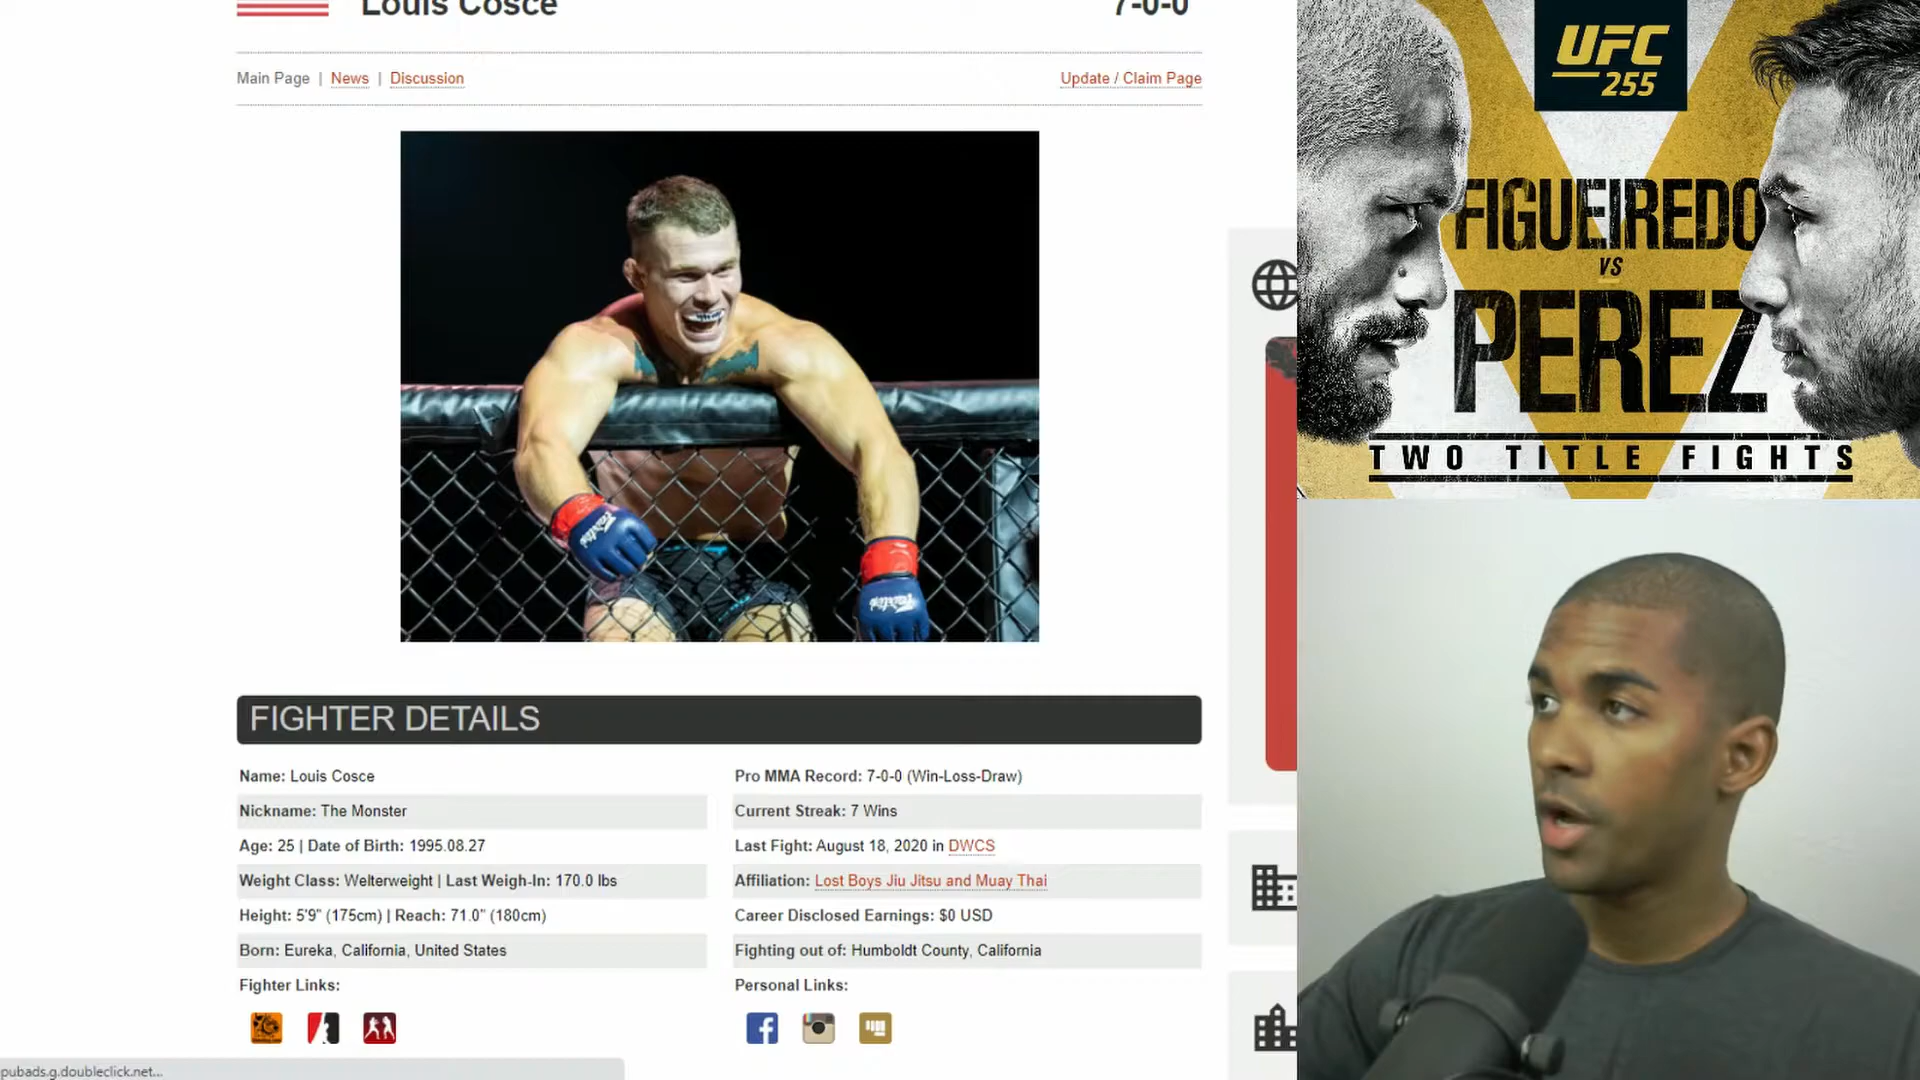 Louis Cosce
7-0-0
Main Page | News | Discussion
Update / Claim Page
FIGHTER DETAILS
Name: Louis Cosce
Nickname: The Monster
Age: 25 | Date of Birth: 1995.08.27
Weight Class: Welterweight | Last Weigh-In: 170.0 lbs
Height: 5'9" (175cm) | Reach: 71.0" (180cm)
Born: Eureka, California, United States
Fighter Links:
Pro MMA Record: 7-0-0 (Win-Loss-Draw)
Current Streak: 7 Wins
Last Fight: August 18, 2020 in DWCS
Affiliation: Lost Boys Jiu Jitsu and Muay Thai
Career Disclosed Earnings: $0 USD
Fighting out of: Humboldt County, California
Personal Links:
pubads.g.doubleclick.net...
UFC
255
FIGUEIREDO
VS
PEREZ
TWO TITLE FIGHTS